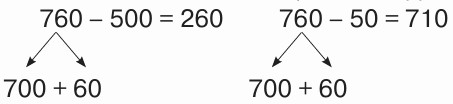 760 – 500 = 260 760 – 50 = 710
700 + 60 700 + 60